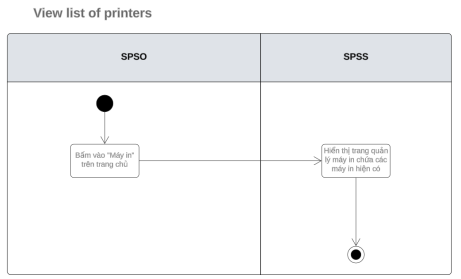 View list of printers
SPSO
SPSS
Bấm vào "Máy in"
trên trang chủ
Hiển thị trang quản
lý máy in chứa các
máy in hiện có